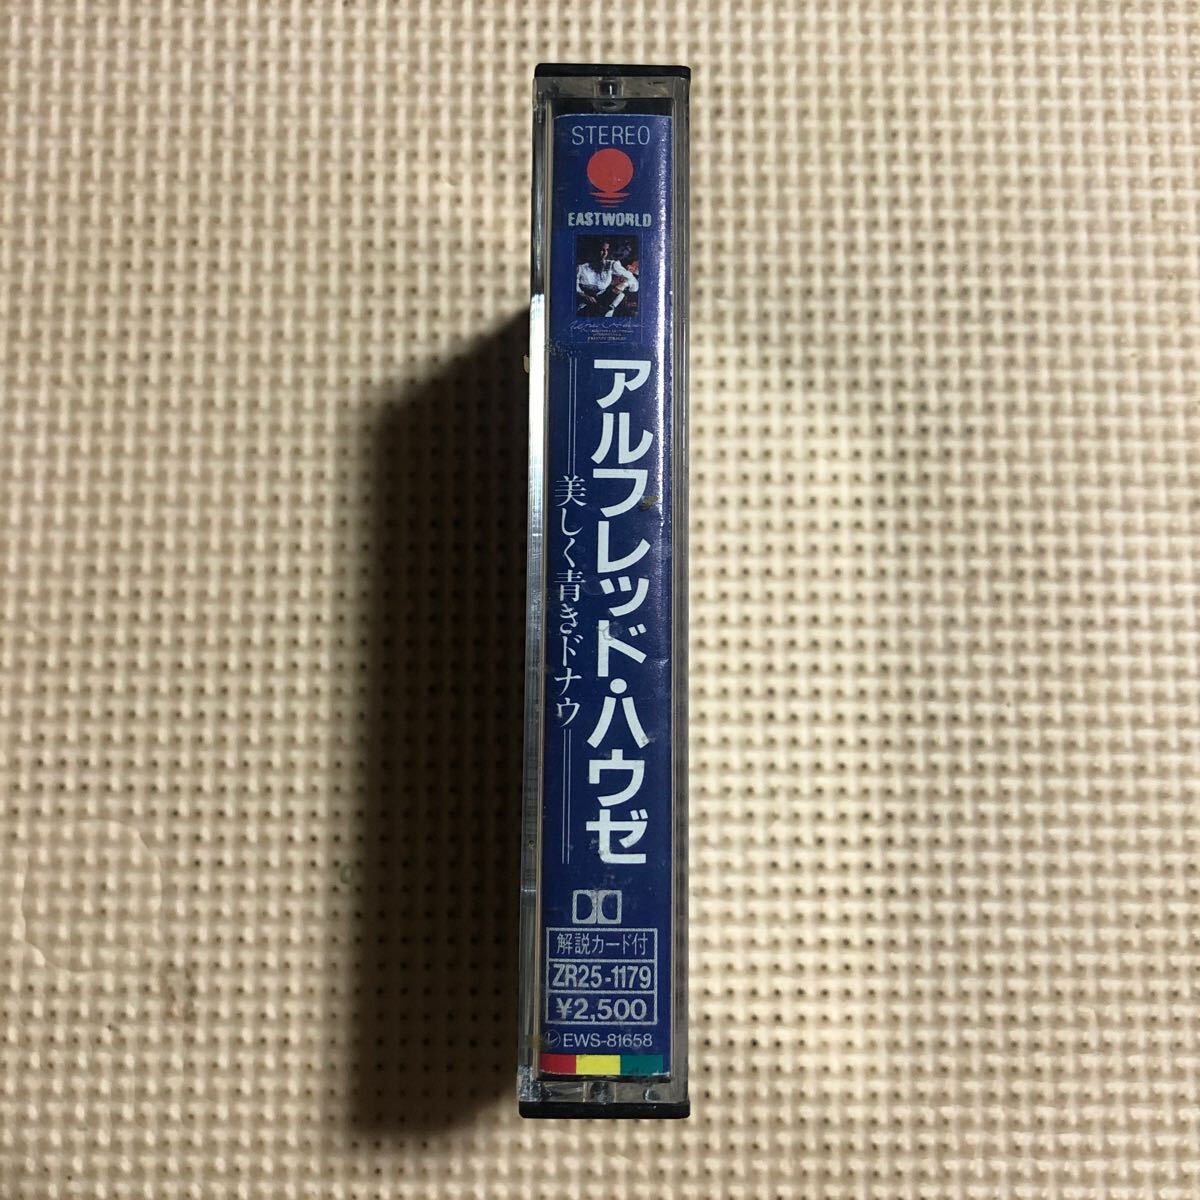 STEREO
EASTWORLD
アルフレッド・ハウゼ
美しく青きドナウ
解説カード付
ZR25-1179
¥2,500
レ EWS-81658